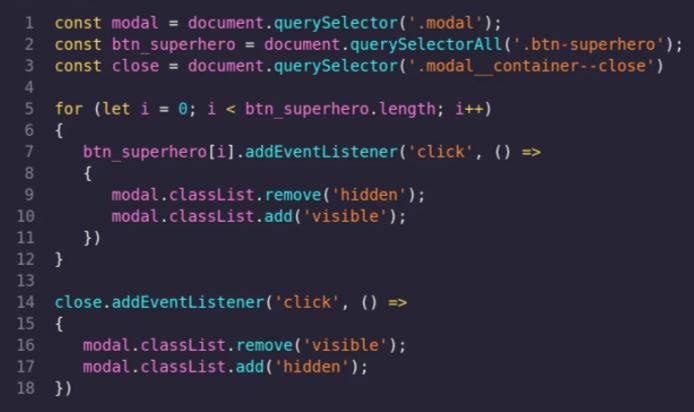 1 const modal = document.querySelector('.modal');
2 const btn_superhero = document.querySelectorAll('.btn-superhero');
3 const close = document.querySelector('.modal__container--close')
4
5 for (let i = 0; i < btn_superhero.length; i++)
6 {
7    btn_superhero[i].addEventListener('click', () =>
8    {
9       modal.classList.remove('hidden');
10       modal.classList.add('visible');
11    })
12 }
13
14 close.addEventListener('click', () =>
15 {
16    modal.classList.remove('visible');
17    modal.classList.add('hidden');
18 })